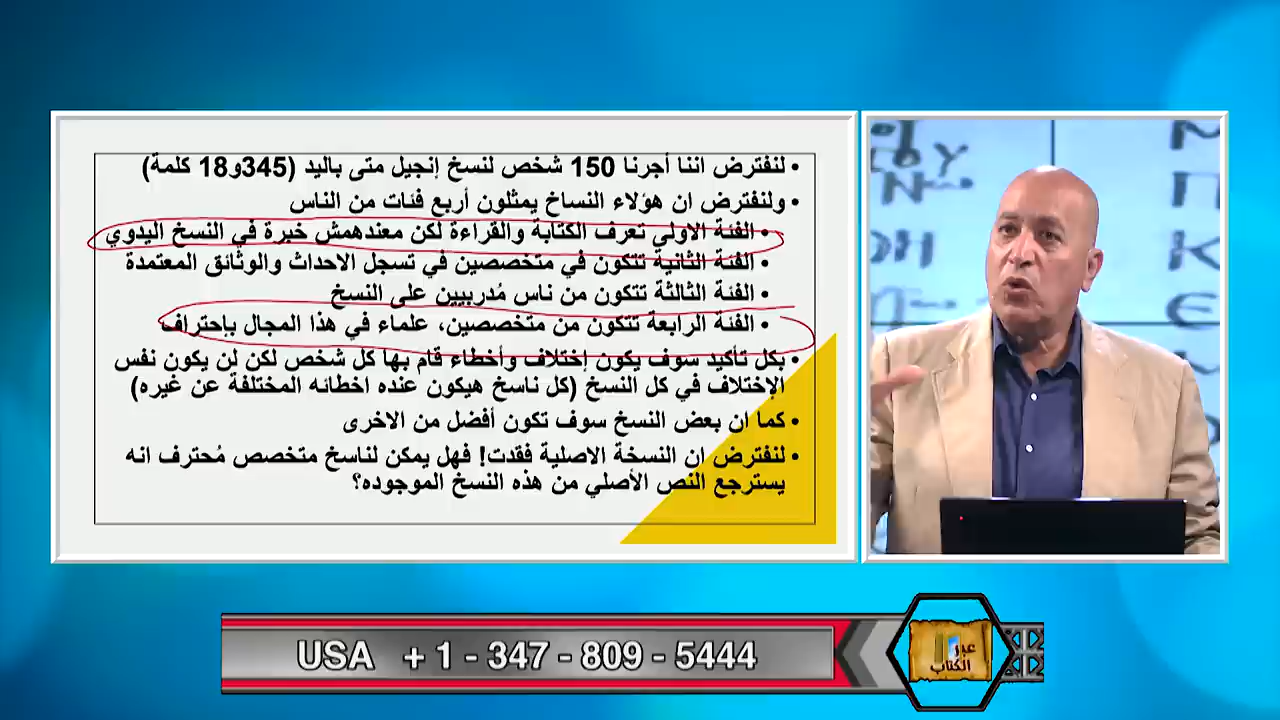 • لنفترض اننا أجرنا 150 شخص لنسخ إنجيل متى باليد (345و18 كلمة)
• ولنفترض ان هؤلاء النساخ يمثلون أربع فئات من الناس
• الفئة الاولى تعرف الكتابة والقراءة لكن معندهمش خبرة في النسخ اليدوي
• الفئة الثانية تتكون في متخصصين في تسجل الاحداث والوثائق المعتمدة
• الفئة الثالثة تتكون من ناس مُدربيين على النسخ
• الفئة الرابعة تتكون من متخصصين، علماء في هذا المجال بإحتراف
• بكل تأكيد سوف يكون إختلاف وأخطاء قام بها كل شخص لكن لن يكون نفس
الإختلاف في كل النسخ (كل ناسخ هيكون عنده اخطائه المختلفة عن غيره)
• كما ان بعض النسخ سوف تكون أفضل من الاخرى
• لنفترض ان النسخة الاصلية فقدت! فهل يمكن لناسخ متخصص مُحترف انه
يسترجع النص الأصلي من هذه النسخ الموجوده؟
USA + 1 - 347 - 809 - 5444
عبر
الكتاب